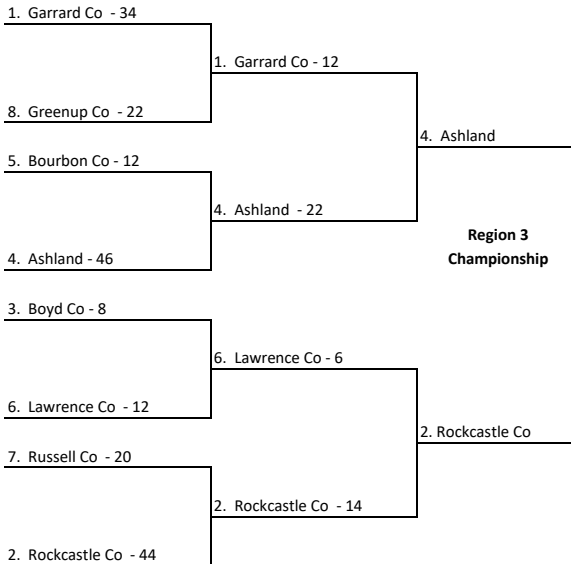 1. Garrard Co - 34
1. Garrard Co - 12
8. Greenup Co - 22
4. Ashland
5. Bourbon Co - 12
4. Ashland - 22
Region 3
Championship
4. Ashland - 46
3. Boyd Co - 8
6. Lawrence Co - 6
6. Lawrence Co - 12
2. Rockcastle Co
7. Russell Co - 20
2. Rockcastle Co - 14
2. Rockcastle Co - 44